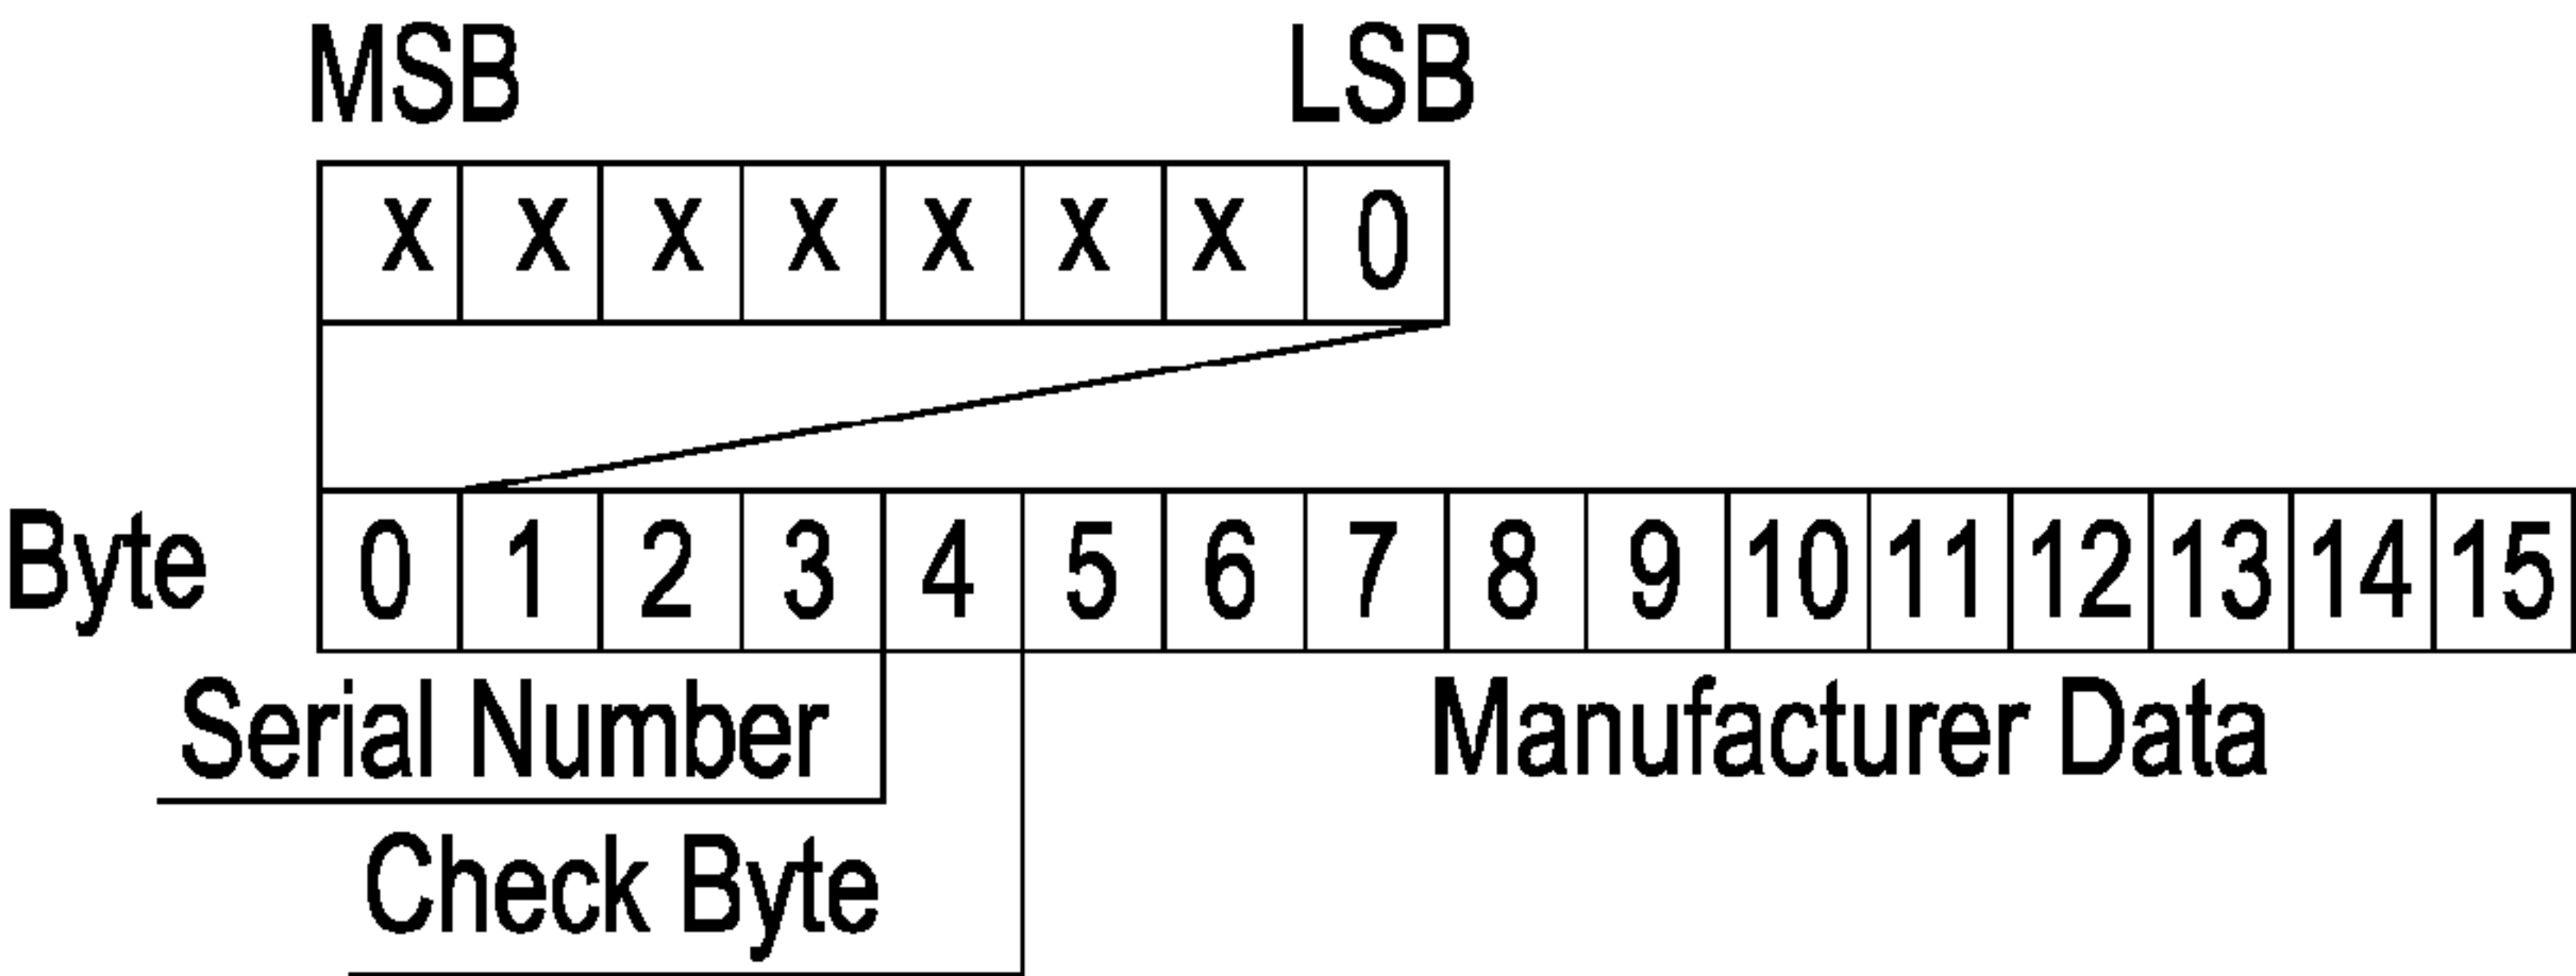 MSB LSB
x x x x x x x 0
Byte 0 1 2 3 4 5 6 7 8 9 10 11 12 13 14 15
Serial Number Manufacturer Data
Check Byte